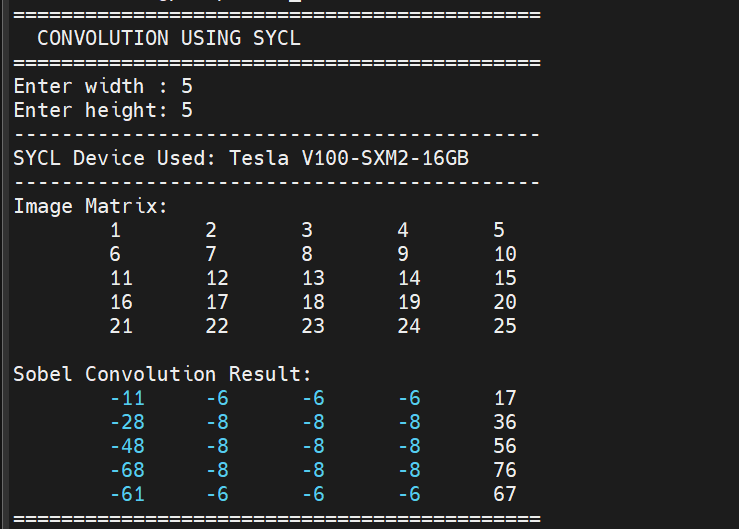 ============================================
  CONVOLUTION USING SYCL
============================================
Enter width : 5
Enter height: 5
--------------------------------------------
SYCL Device Used: Tesla V100-SXM2-16GB
--------------------------------------------
Image Matrix:
        1       2       3       4       5
        6       7       8       9       10
        11      12      13      14      15
        16      17      18      19      20
        21      22      23      24      25

Sobel Convolution Result:
        -11     -6      -6      -6      17
        -28     -8      -8      -8      36
        -48     -8      -8      -8      56
        -68     -8      -8      -8      76
        -61     -6      -6      -6      67
============================================